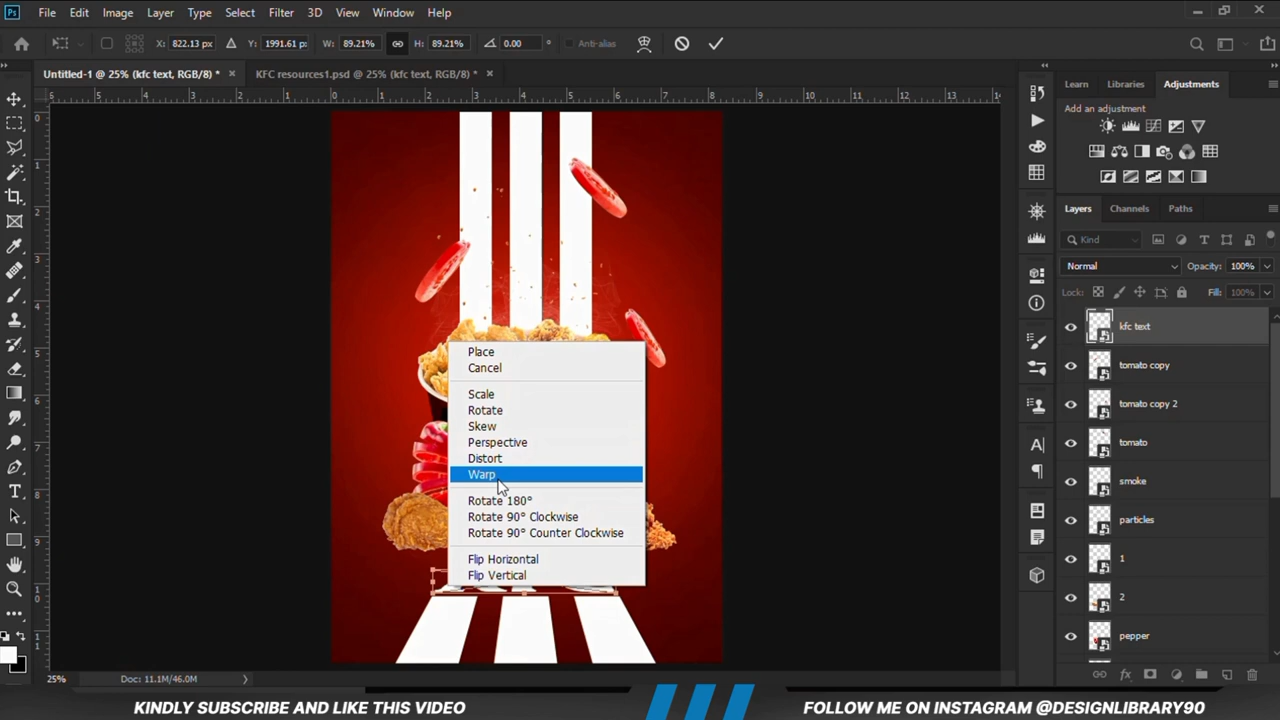 Ps File Edit Image Layer Type Select Filter 3D View Window Help
X: 822.13 px Y: 1991.61 px W: 89.21% H: 89.21% 0.00 ° Anti-alias
Untitled-1 @ 25% (kfc text, RGB/8) * × KFC resources1.psd @ 25% (kfc text, RGB/8) * ×
Learn Libraries Adjustments
Add an adjustment
Layers Channels Paths
Kind
Normal Opacity: 100%
Lock: Fill: 100%
kfc text
tomato copy
tomato copy 2
tomato
smoke
particles
1
2
pepper
Place
Cancel
Scale
Rotate
Skew
Perspective
Distort
Warp
Rotate 180°
Rotate 90° Clockwise
Rotate 90° Counter Clockwise
Flip Horizontal
Flip Vertical
25% Doc: 11.1M/46.0M
KINDLY SUBSCRIBE AND LIKE THIS VIDEO
FOLLOW ME ON INSTAGRAM @DESIGNLIBRARY90